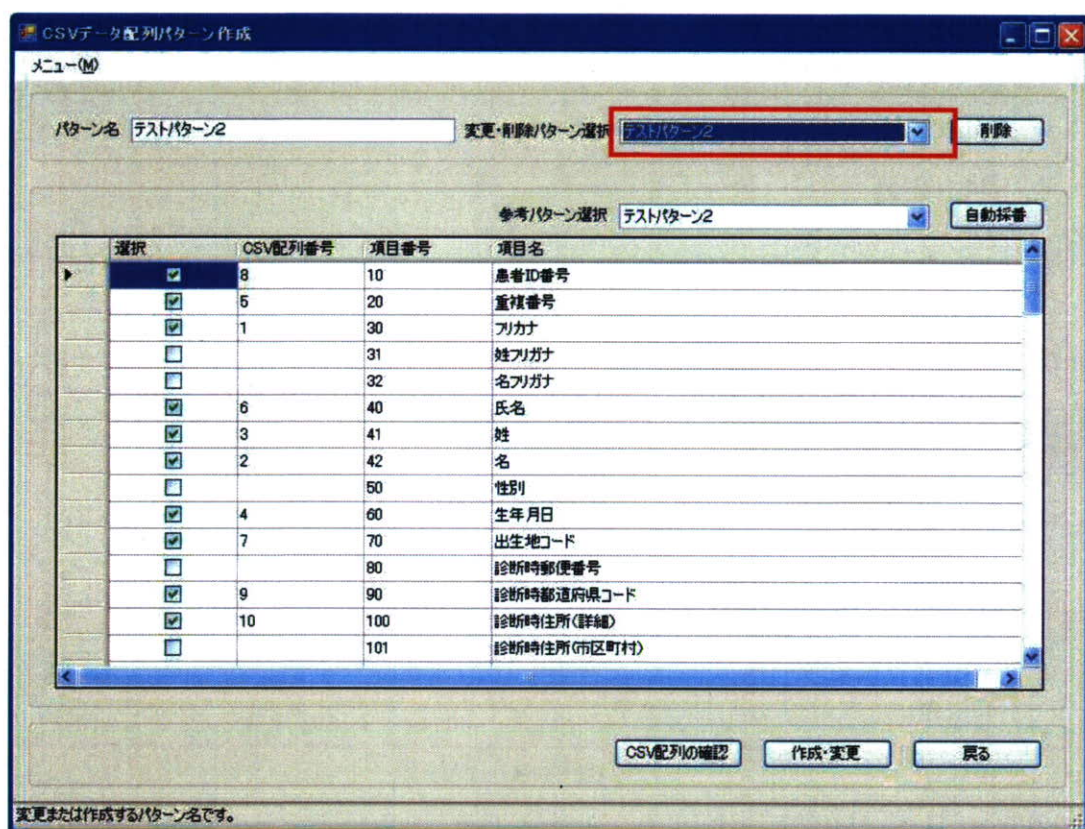 CSVデータ配列パターン作成
メニュー(M)
パターン名 テストパターン2 変更・削除パターン選択 テストパターン2 削除
参考パターン選択 テストパターン2 自動採番
選択 CSV配列番号 項目番号 項目名
8 10 患者ID番号
5 20 重複番号
1 30 フリカナ
31 姓フリガナ
32 名フリガナ
6 40 氏名
3 41 姓
2 42 名
50 性別
4 60 生年月日
7 70 出生地コード
80 診断時郵便番号
9 90 診断時都道府県コード
10 100 診断時住所(詳細)
101 診断時住所(市区町村)
CSV配列の確認 作成・変更 戻る
変更または作成するパターン名です。